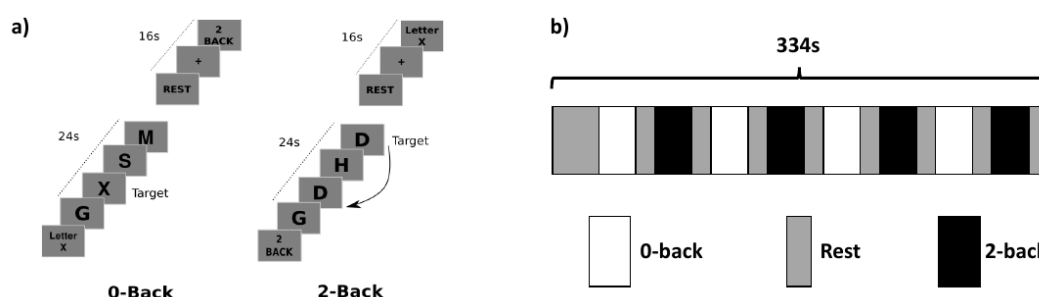 a)
16s
2
BACK
+
REST
24s
M
S
X
Target
G
Letter
X
0-Back
16s
Letter
X
+
REST
24s
D
Target
H
D
G
2
BACK
2-Back
b)
334s
0-back
Rest
2-back